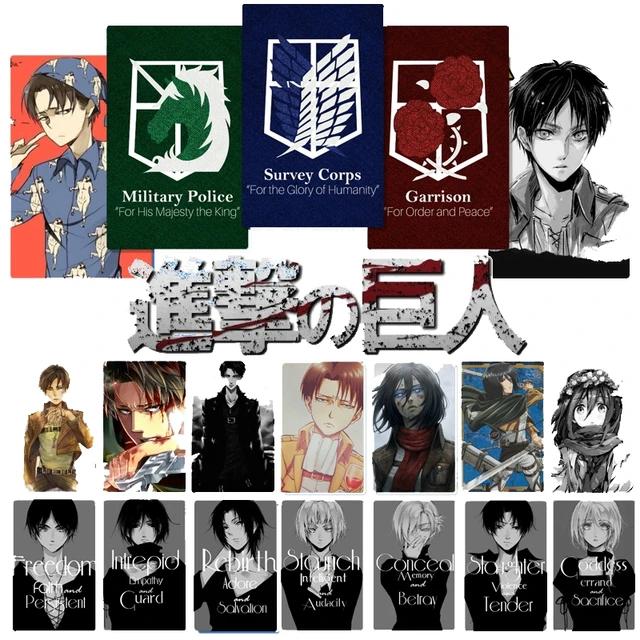 Military Police
"For His Majesty the King"
Survey Corps
"For the Glory of Humanity"
Garrison
"For Order and Peace"
進撃の巨人
Freedom
Faith and
Persistent
Intrepid
Empathy
and
Guard
Rebirth
Adore
and
Salvation
Staunch
Intelligent
and
Audacity
Conceal
Memory
and
Betray
Slaughter
Violence
and
Tender
Goddess
errand
and
Sacrifice